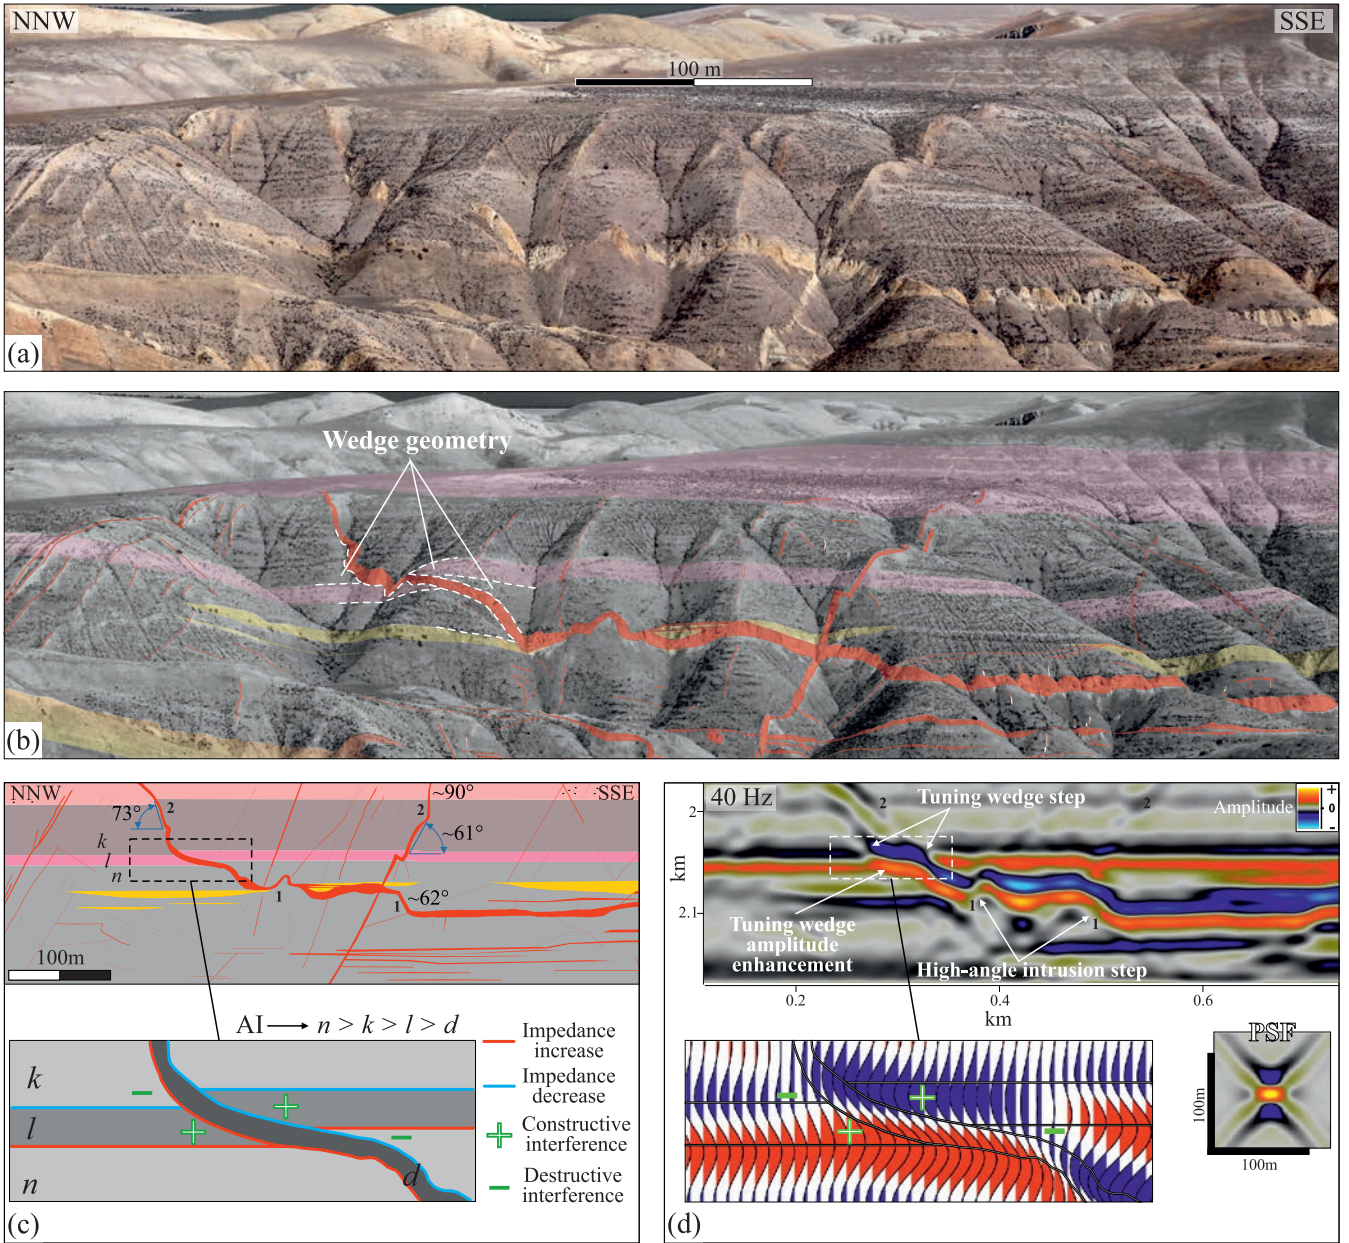 NNW
SSE
100 m
(a)
Wedge geometry
(b)
NNW
SSE
73°
2
2
~90°
~61°
k
l
n
1
1
~62°
100m
AI → n > k > l > d
k
l
n
d
Impedance
increase
Impedance
decrease
Constructive
interference
Destructive
interference
(c)
40 Hz
2
Tuning wedge step
2
Amplitude
+
0
-
2
km
2.1
1
1
Tuning wedge
amplitude
enhancement
High-angle intrusion step
0.2
0.4
0.6
km
PSF
100m
100m
(d)